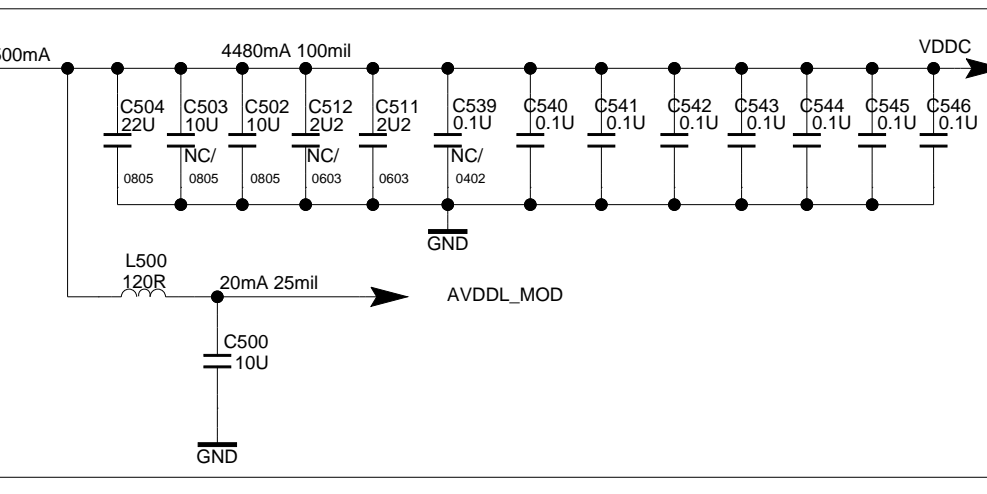 500mA
4480mA 100mil
VDDC
C504 C503 C502 C512 C511 C539 C540 C541 C542 C543 C544 C545 C546
22U 10U 10U 2U2 2U2 0.1U 0.1U 0.1U 0.1U 0.1U 0.1U 0.1U 0.1U
NC/ NC/ NC/
0805 0805 0805 0603 0603 0402
GND
L500
120R
20mA 25mil
AVDDL_MOD
C500
10U
GND